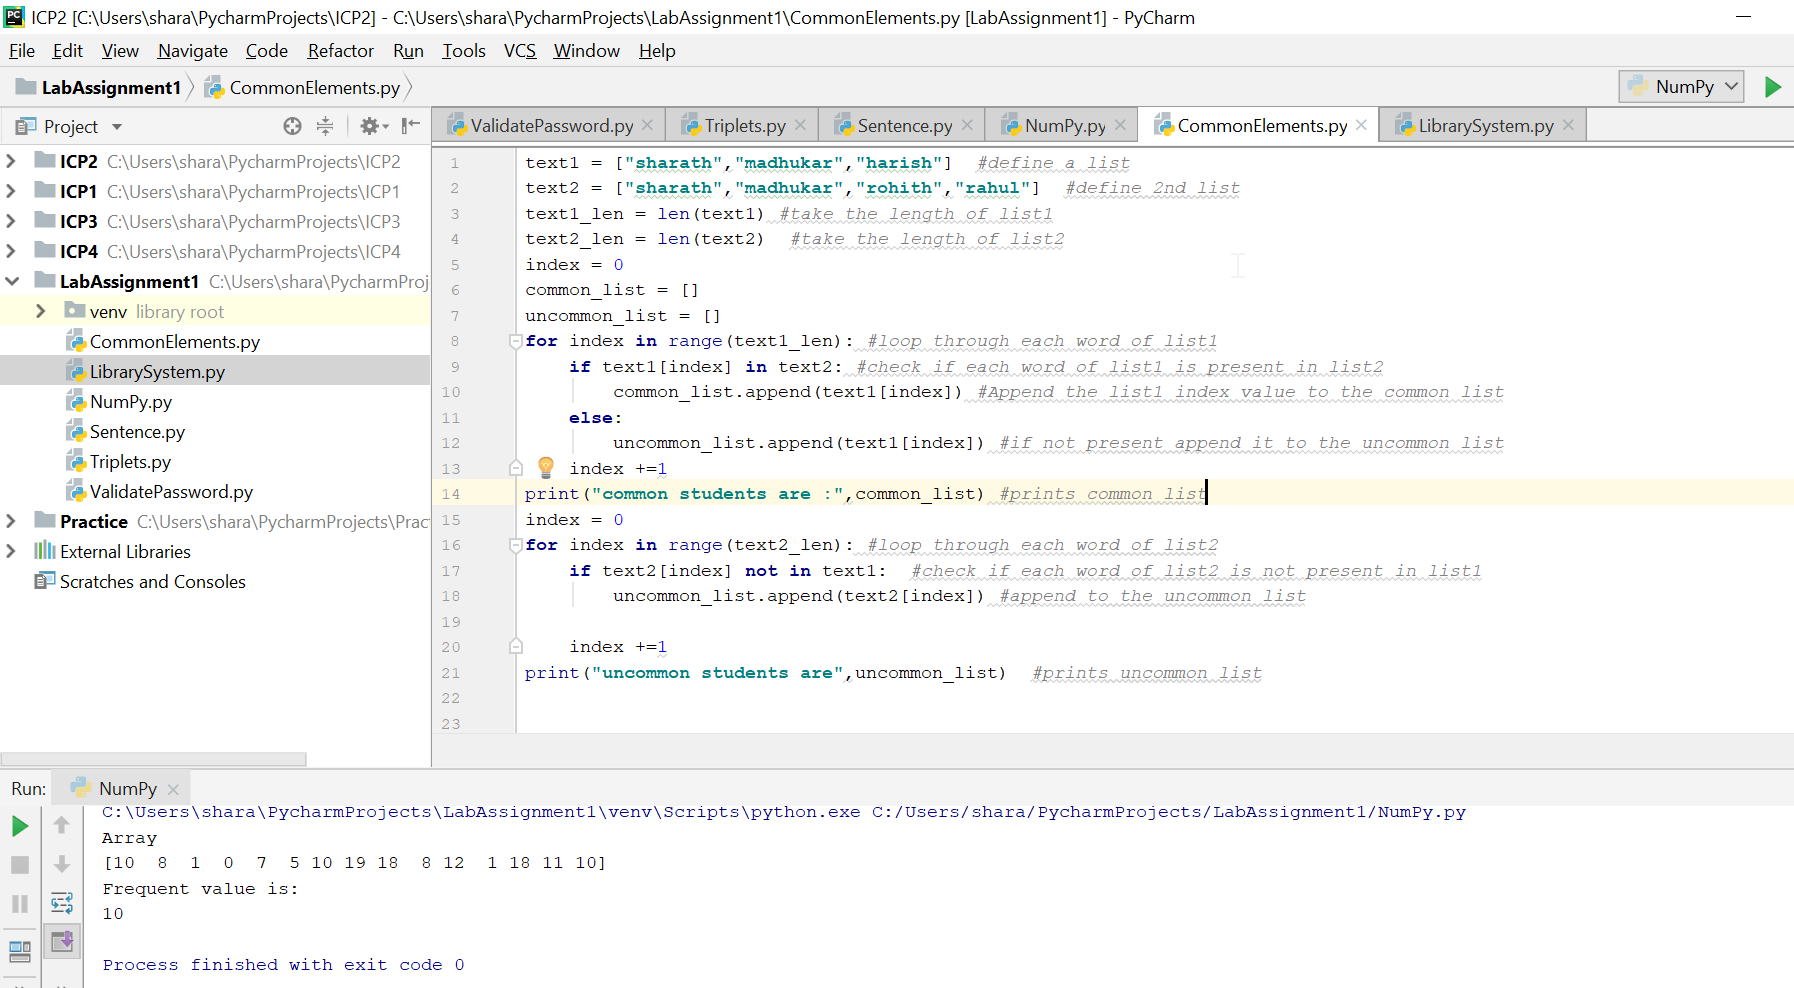 PC ICP2 [C:\Users\shara\PycharmProjects\ICP2] - C:\Users\shara\PycharmProjects\LabAssignment1\CommonElements.py [LabAssignment1] - PyCharm
File Edit View Navigate Code Refactor Run Tools VCS Window Help
LabAssignment1 CommonElements.py NumPy
Project
ValidatePassword.py Triplets.py Sentence.py NumPy.py CommonElements.py LibrarySystem.py
ICP2 C:\Users\shara\PycharmProjects\ICP2
ICP1 C:\Users\shara\PycharmProjects\ICP1
ICP3 C:\Users\shara\PycharmProjects\ICP3
ICP4 C:\Users\shara\PycharmProjects\ICP4
LabAssignment1 C:\Users\shara\PycharmProj
venv library root
CommonElements.py
LibrarySystem.py
NumPy.py
Sentence.py
Triplets.py
ValidatePassword.py
Practice C:\Users\shara\PycharmProjects\Prac
External Libraries
Scratches and Consoles
1 text1 = ["sharath","madhukar","harish"] #define a list
2 text2 = ["sharath","madhukar","rohith","rahul"] #define 2nd list
3 text1_len = len(text1) #take the length of list1
4 text2_len = len(text2) #take the length of list2
5 index = 0
6 common_list = []
7 uncommon_list = []
8 for index in range(text1_len): #loop through each word of list1
9 if text1[index] in text2: #check if each word of list1 is present in list2
10 common_list.append(text1[index]) #Append the list1 index value to the common list
11 else:
12 uncommon_list.append(text1[index]) #if not present append it to the uncommon list
13 index +=1
14 print("common students are :",common_list) #prints common list
15 index = 0
16 for index in range(text2_len): #loop through each word of list2
17 if text2[index] not in text1: #check if each word of list2 is not present in list1
18 uncommon_list.append(text2[index]) #append to the uncommon list
19
20 index +=1
21 print("uncommon students are",uncommon_list) #prints uncommon list
22
23
Run: NumPy
C:\Users\shara\PycharmProjects\LabAssignment1\venv\Scripts\python.exe C:/Users/shara/PycharmProjects/LabAssignment1/NumPy.py
Array
[10 8 1 0 7 5 10 19 18 8 12 1 18 11 10]
Frequent value is:
10
Process finished with exit code 0